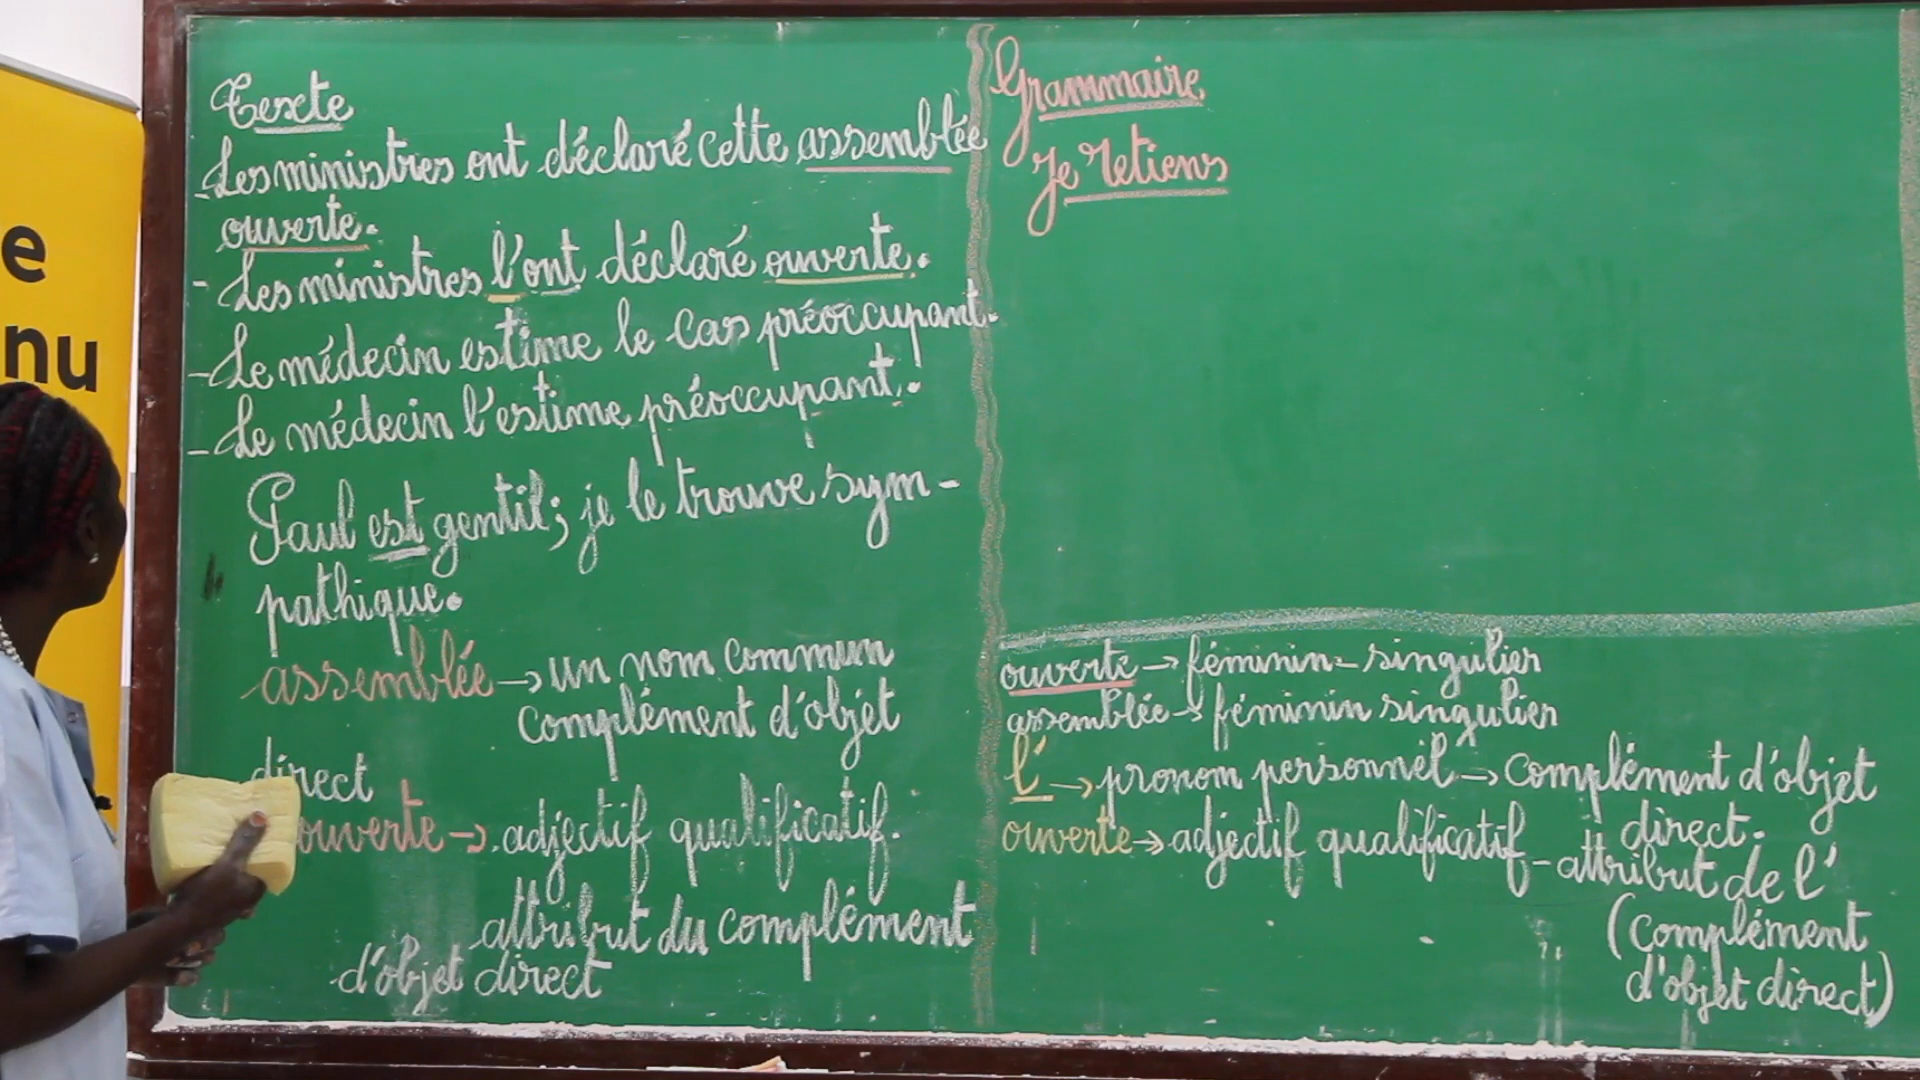 e
nu
Texte
- Les ministres ont déclaré cette assemblée
ouverte.
- Les ministres l'ont déclaré ouverte.
- Le médecin estime le cas préoccupant.
- Le médecin l'estime préoccupant.
Paul est gentil; je le trouve sym-
pathique.
assemblée → un nom commun
complément d'objet
direct
ouverte → adjectif qualificatif.
attribut du complément
d'objet direct
Grammaire
Je retiens
ouverte → féminin - singulier
assemblée → féminin singulier
l' → pronom personnel → complément d'objet
direct.
ouverte → adjectif qualificatif - attribut de l'
(complément
d'objet direct)